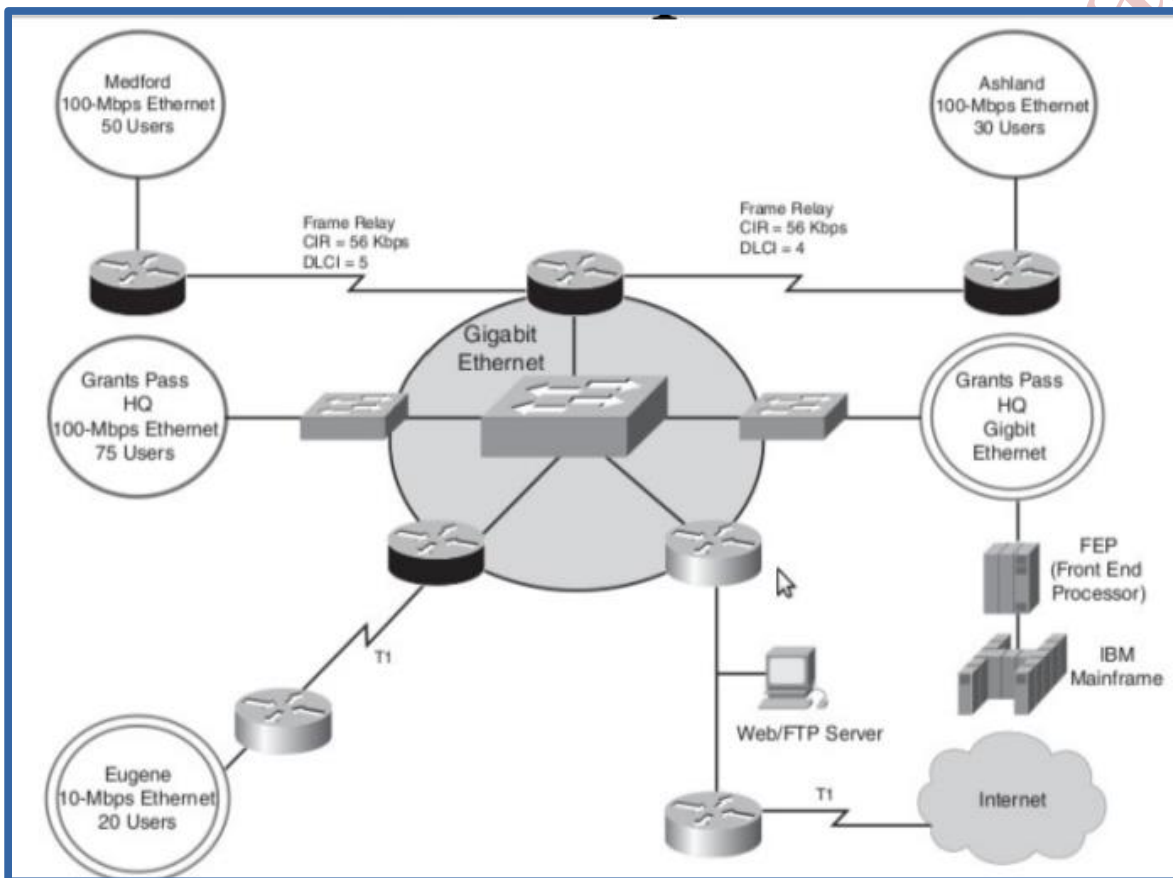 Medford
100-Mbps Ethernet
50 Users
Ashland
100-Mbps Ethernet
30 Users
Frame Relay
CIR = 56 Kbps
DLCI = 5
Frame Relay
CIR = 56 Kbps
DLCI = 4
Gigabit
Ethernet
Grants Pass
HQ
100-Mbps Ethernet
75 Users
Grants Pass
HQ
Gigbit
Ethernet
FEP
(Front End
Processor)
IBM
Mainframe
T1
Web/FTP Server
Eugene
10-Mbps Ethernet
20 Users
T1
Internet